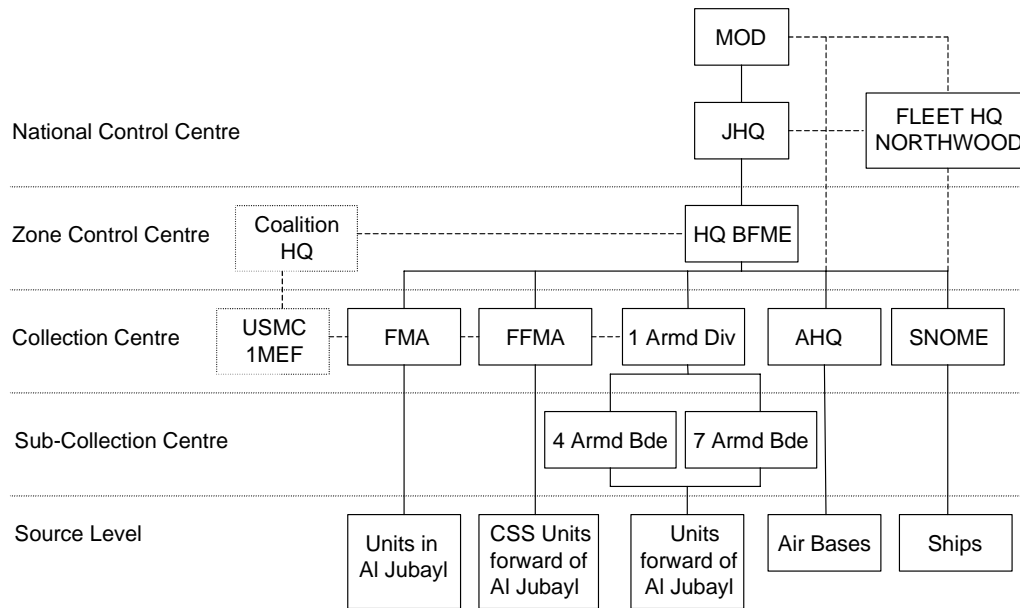 MOD
National Control Centre
JHQ
FLEET HQ
NORTHWOOD
Zone Control Centre
Coalition
HQ
HQ BFME
Collection Centre
USMC
1MEF
FMA
FFMA
1 Armd Div
AHQ
SNOME
Sub-Collection Centre
4 Armd Bde
7 Armd Bde
Source Level
Units in
Al Jubayl
CSS Units
forward of
Al Jubayl
Units
forward of
Al Jubayl
Air Bases
Ships